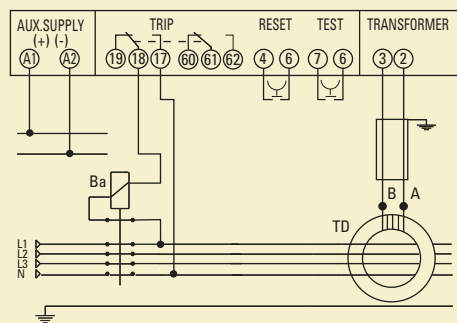 AUX.SUPPLY TRIP RESET TEST TRANSFORMER
(+) (-)
A1 A2 19 18 17 60 61 62 4 6 7 6 3 2
Ba
B A
TD
L1
L2
L3
N